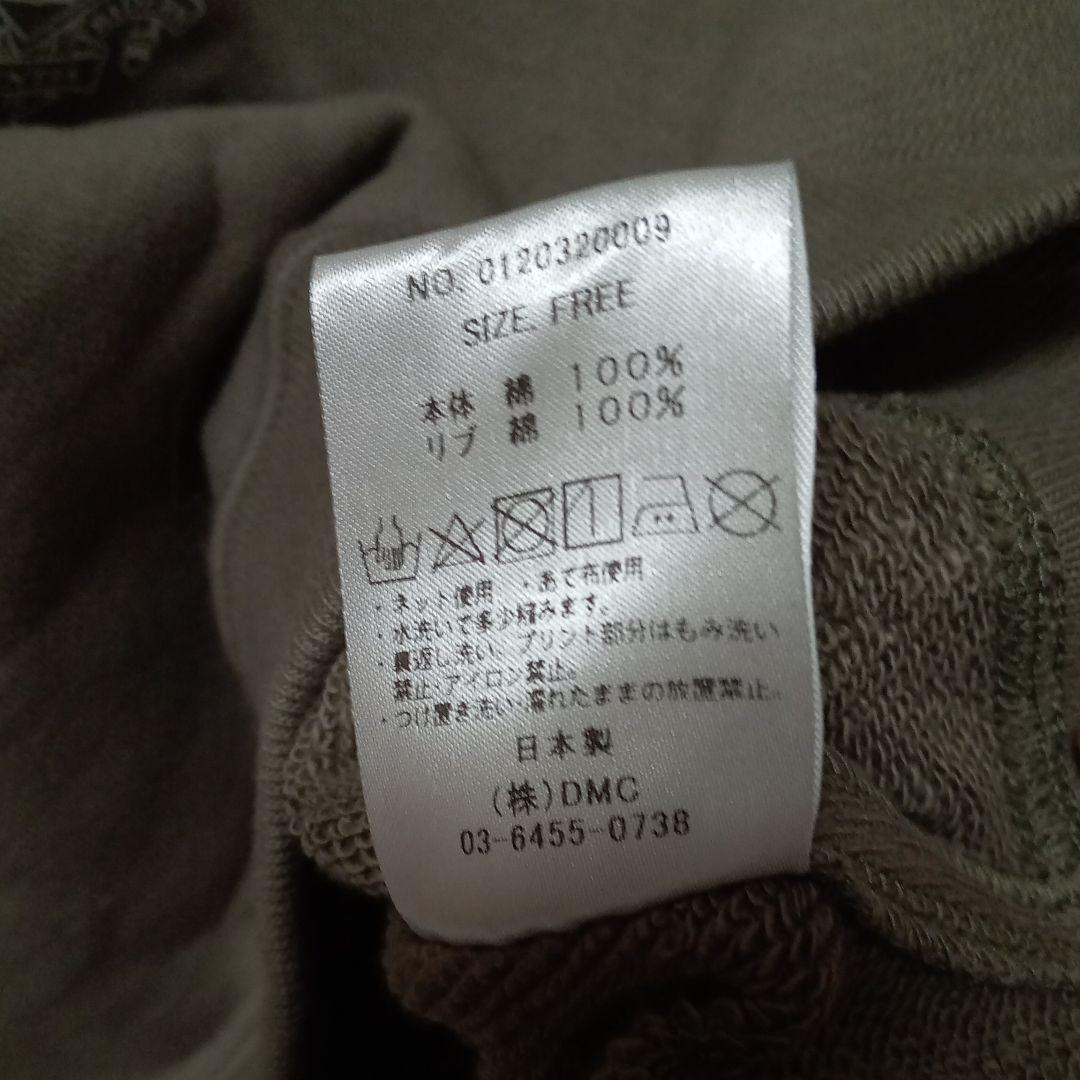 NO. 0120320009
SIZE. FREE
本体 綿 100%
リブ 綿 100%
・ネット使用 ・あて布使用
・水洗いで多少縮みます。
・裏返し洗い、プリント部分はもみ洗い
禁止・アイロン禁止。
・つけ置き洗い・濡れたままの放置禁止。
日本製
(株)DMC
03-6455-0738